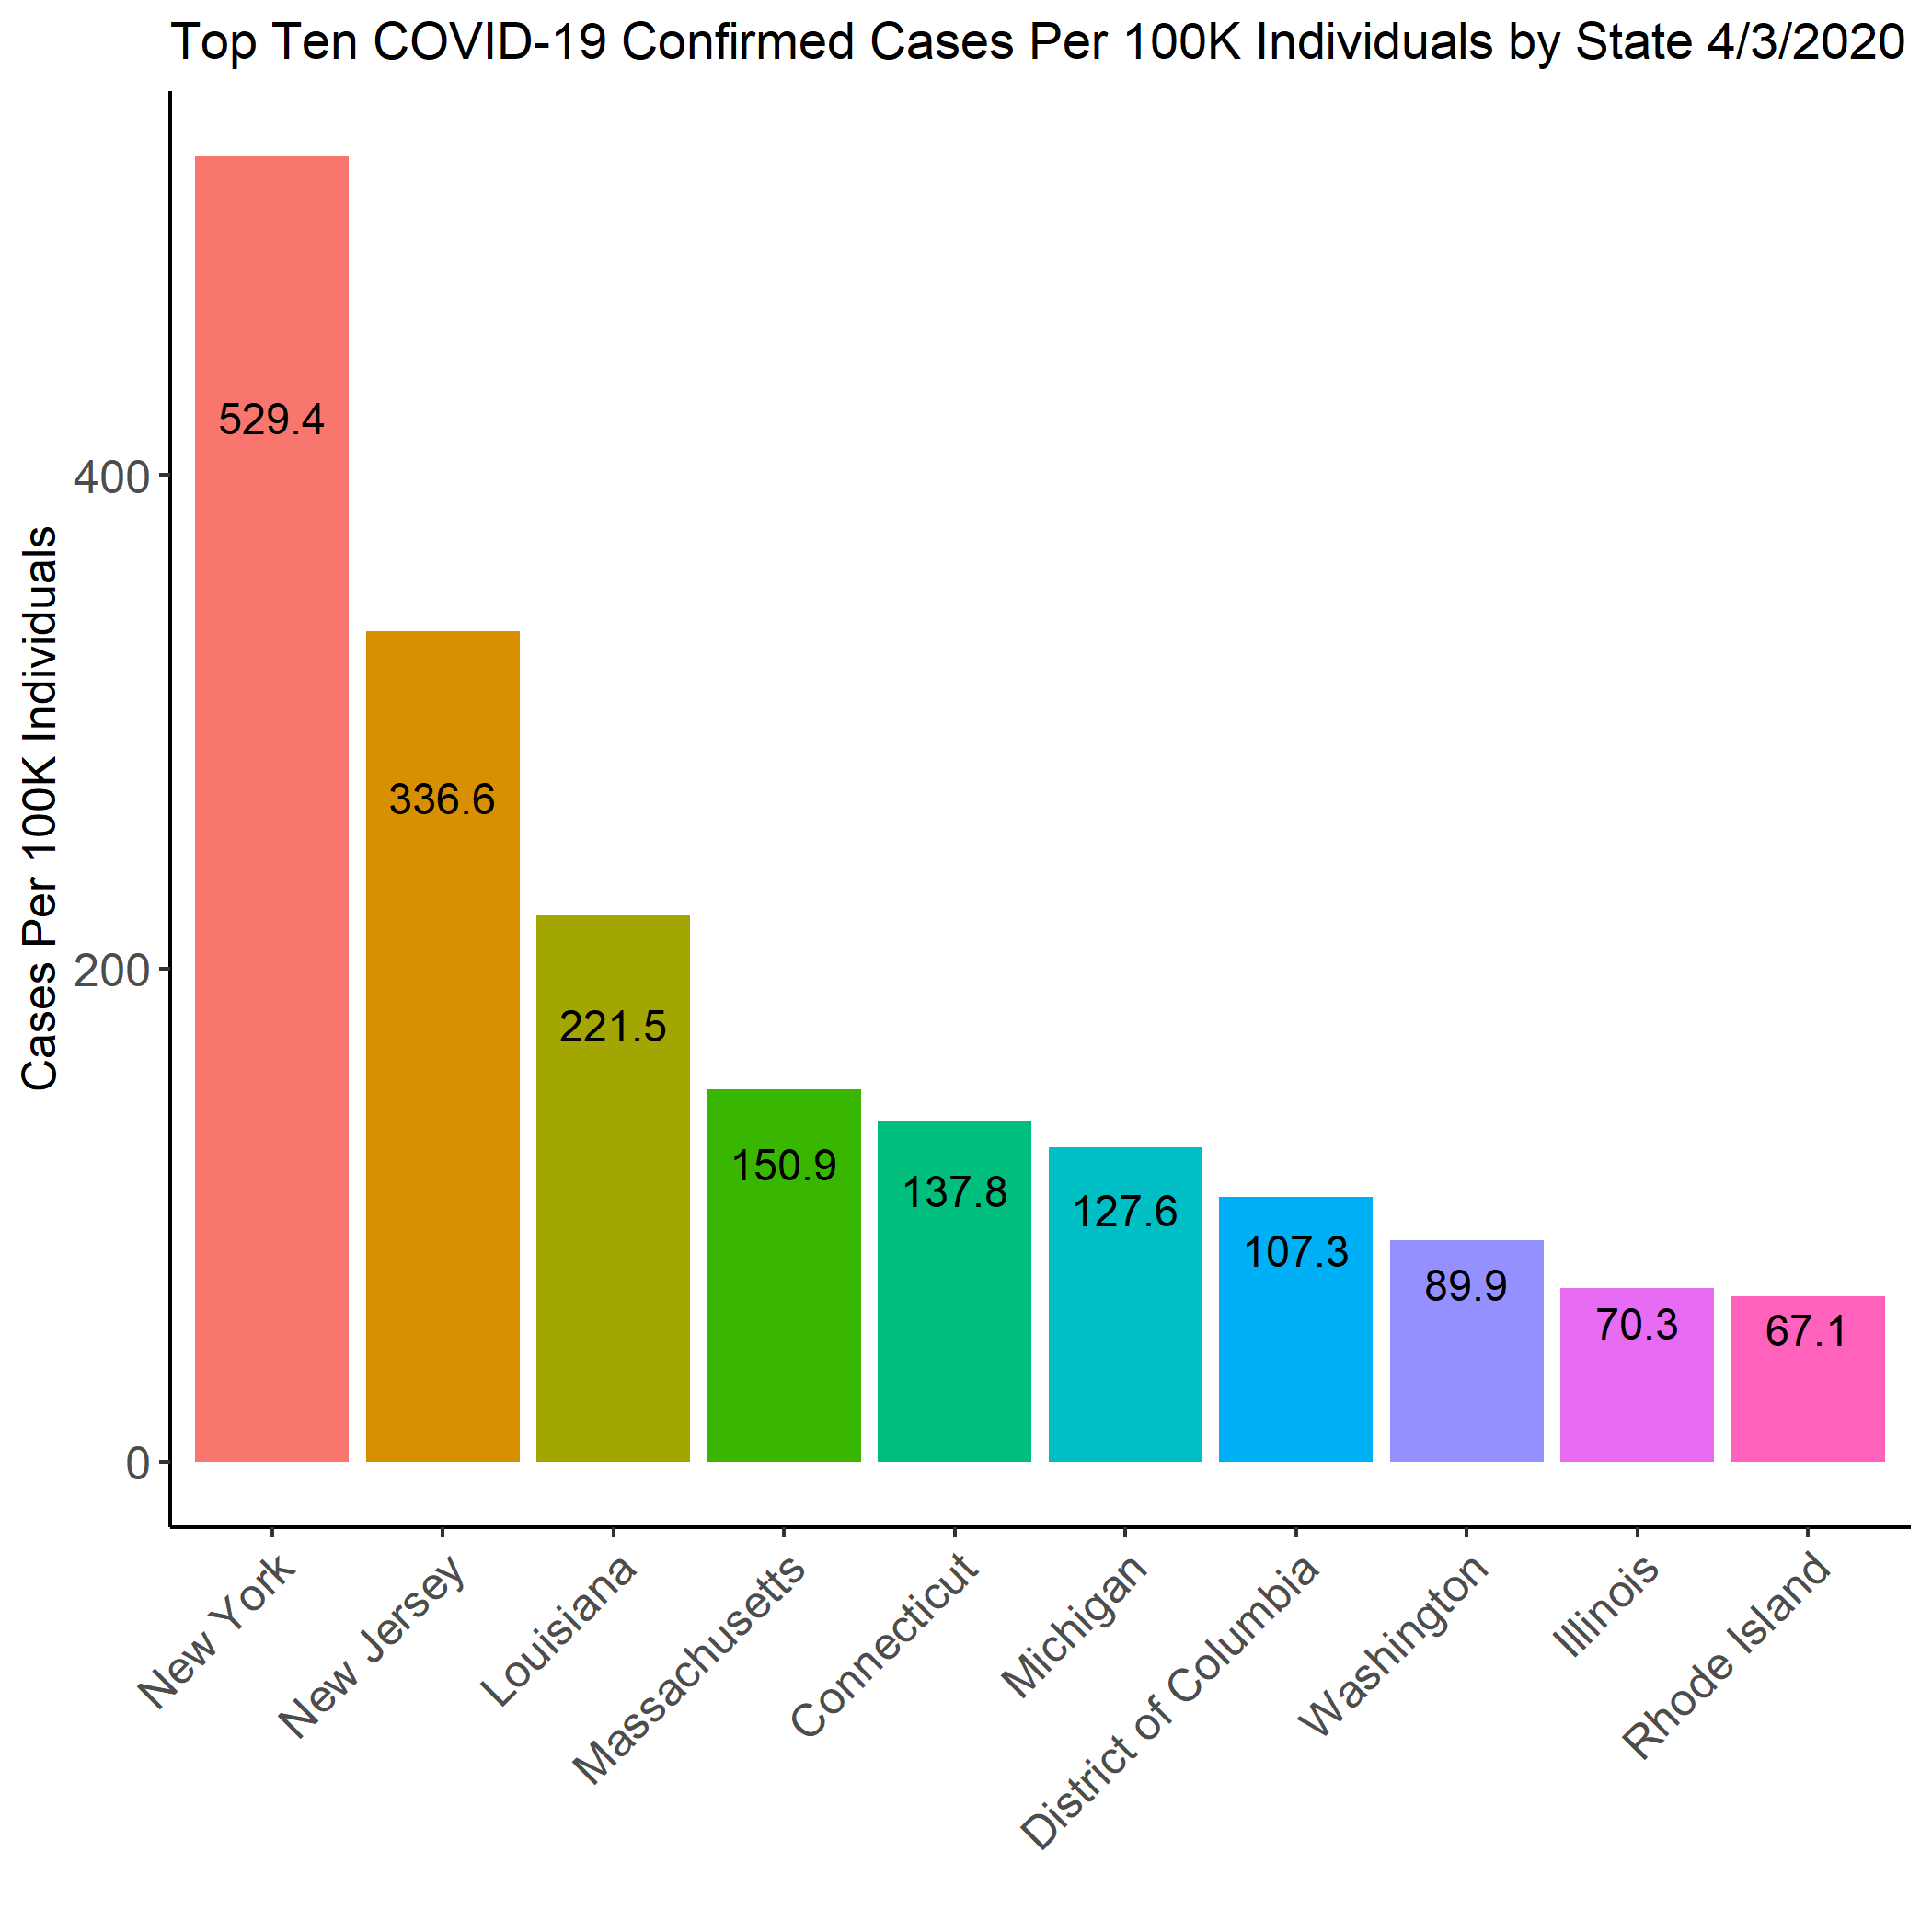 Top Ten COVID-19 Confirmed Cases Per 100K Individuals by State 4/3/2020
Cases Per 100K Individuals
400
200
0
529.4
336.6
221.5
150.9
137.8
127.6
107.3
89.9
70.3
67.1
New York
New Jersey
Louisiana
Massachusetts
Connecticut
Michigan
District of Columbia
Washington
Illinois
Rhode Island